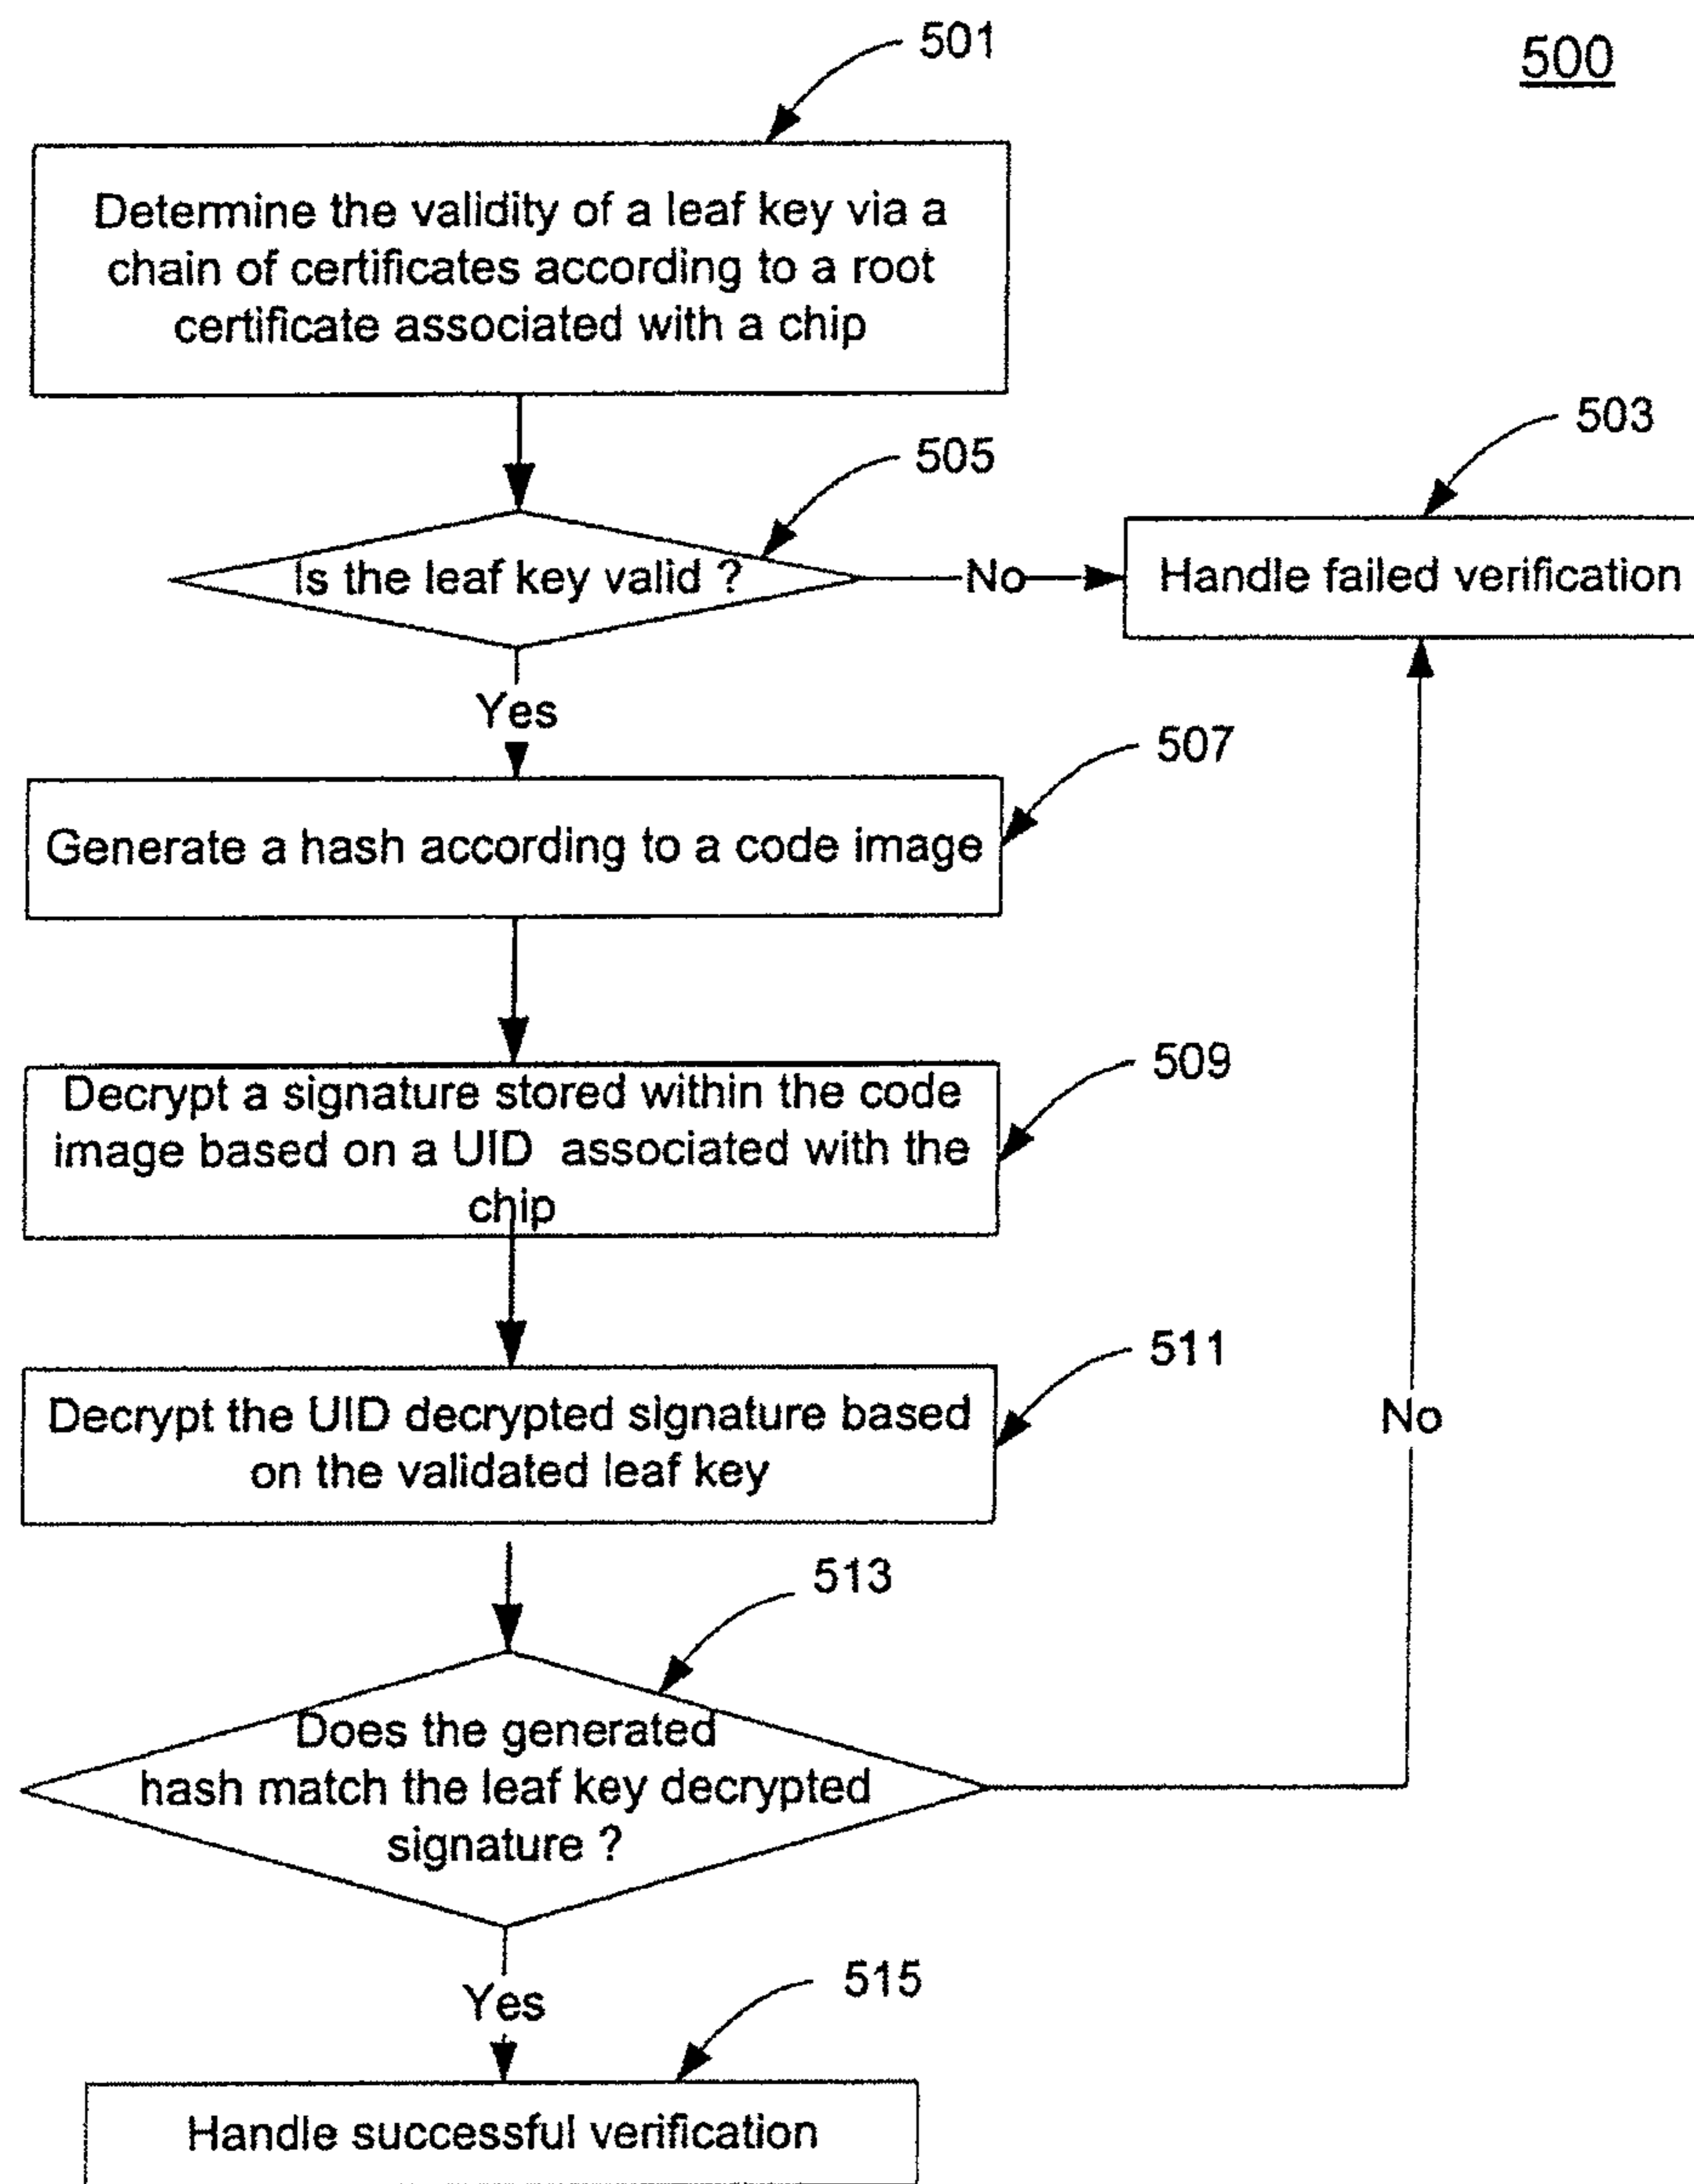 501
500
Determine the validity of a leaf key via a
chain of certificates according to a root
certificate associated with a chip
503
505
Is the leaf key valid ?
No
Handle failed verification
Yes
507
Generate a hash according to a code image
509
Decrypt a signature stored within the code
image based on a UID associated with the
chip
511
Decrypt the UID decrypted signature based
on the validated leaf key
No
513
Does the generated
hash match the leaf key decrypted
signature ?
515
Yes
Handle successful verification